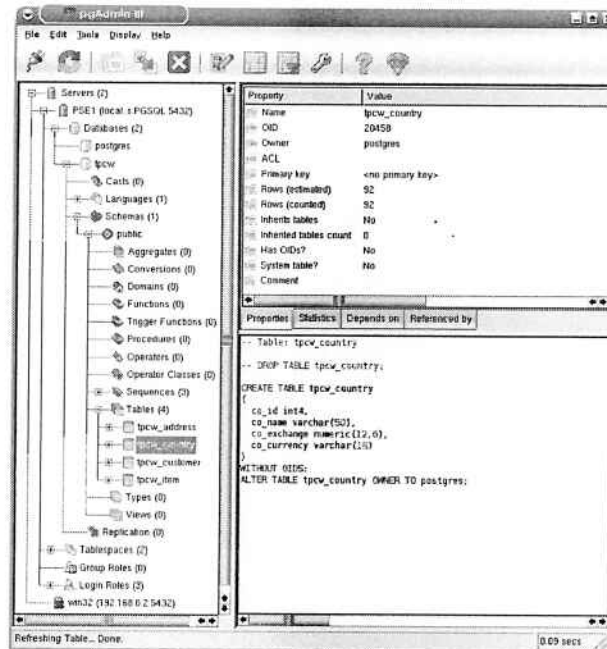 pgAdmin III
File Edit Tools Display Help
Servers (2)
PSE1 (local:s.PGSQL.5432)
Databases (2)
postgres
tpcw
Casts (0)
Languages (1)
Schemas (1)
public
Aggregates (0)
Conversions (0)
Domains (0)
Functions (0)
Trigger Functions (0)
Procedures (0)
Operators (0)
Operator Classes (0)
Sequences (3)
Tables (4)
tpcw_address
tpcw_country
tpcw_customer
tpcw_item
Types (0)
Views (0)
Replication (0)
Tablespaces (2)
Group Roles (0)
Login Roles (3)
win32 (192.168.0.2:5432)
Property Value
Name tpcw_country
OID 20458
Owner postgres
ACL
Primary key <no primary key>
Rows (estimated) 92
Rows (counted) 92
Inherits tables No
Inherited tables count 0
Has OIDs? No
System table? No
Comment
Properties Statistics Depends on Referenced by
-- Table: tpcw_country
-- DROP TABLE tpcw_country;
CREATE TABLE tpcw_country
(
co_id int4,
co_name varchar(50),
co_exchange numeric(12,6),
co_currency varchar(18)
)
WITHOUT OIDS;
ALTER TABLE tpcw_country OWNER TO postgres;
Refreshing Table... Done.
0.09 secs